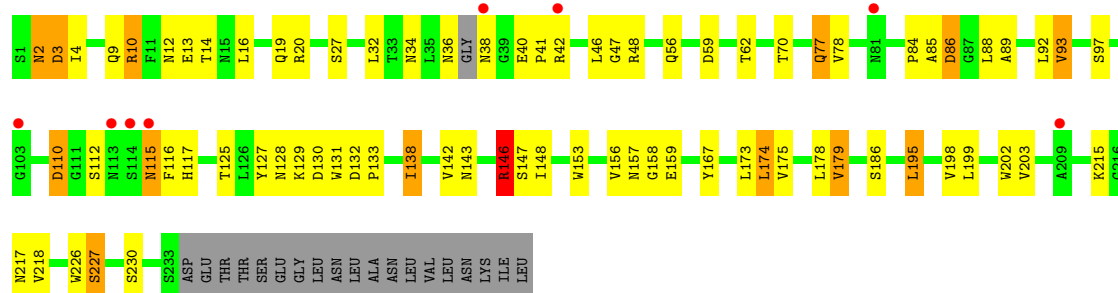 S1 N2 D3 I4 Q9 R10 F11 N12 E13 T14 N15 L16 Q19 R20 S27 L32 T33 N34 L35 N36 GLY N38 G39 E40 P41 R42 L46 G47 R48 Q56 D59 T62 T70 Q77 V78 N81 P84 A85 D86 G87 L88 A89 L92 V93 S97
G103 D110 G111 S112 N113 S114 N115 F116 H117 T125 L126 Y127 N128 K129 D130 W131 D132 P133 I138 V142 N143 R146 S147 I148 W153 V156 N157 G158 E159 Y167 L173 L174 V175 L178 V179 S186 L195 V198 L199 W202 V203 A209 K215 G216
N217 V218 W226 S227 S230 S233 ASP GLU THR THR SER GLU GLY LEU ASN LEU ALA ASN LEU VAL LEU ASN LYS ILE LEU